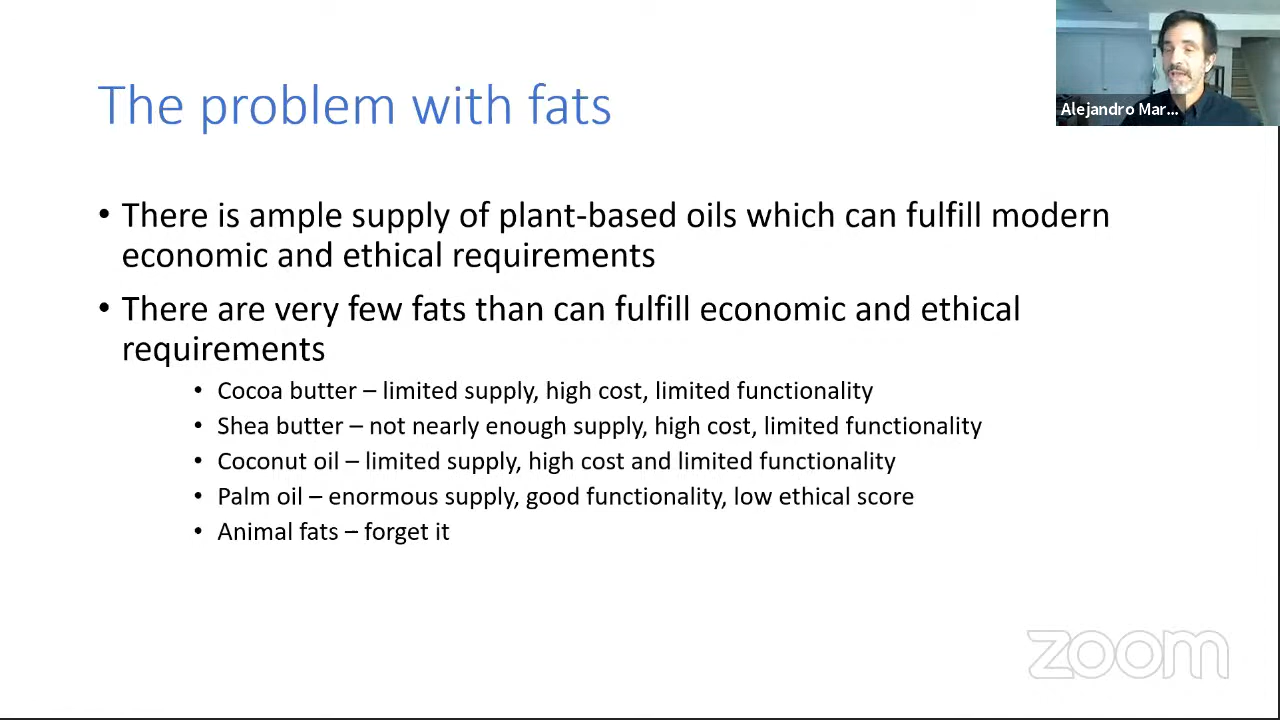 The problem with fats
Alejandro Mar...
• There is ample supply of plant-based oils which can fulfill modern
economic and ethical requirements
• There are very few fats than can fulfill economic and ethical
requirements
• Cocoa butter – limited supply, high cost, limited functionality
• Shea butter – not nearly enough supply, high cost, limited functionality
• Coconut oil – limited supply, high cost and limited functionality
• Palm oil – enormous supply, good functionality, low ethical score
• Animal fats – forget it
zoom